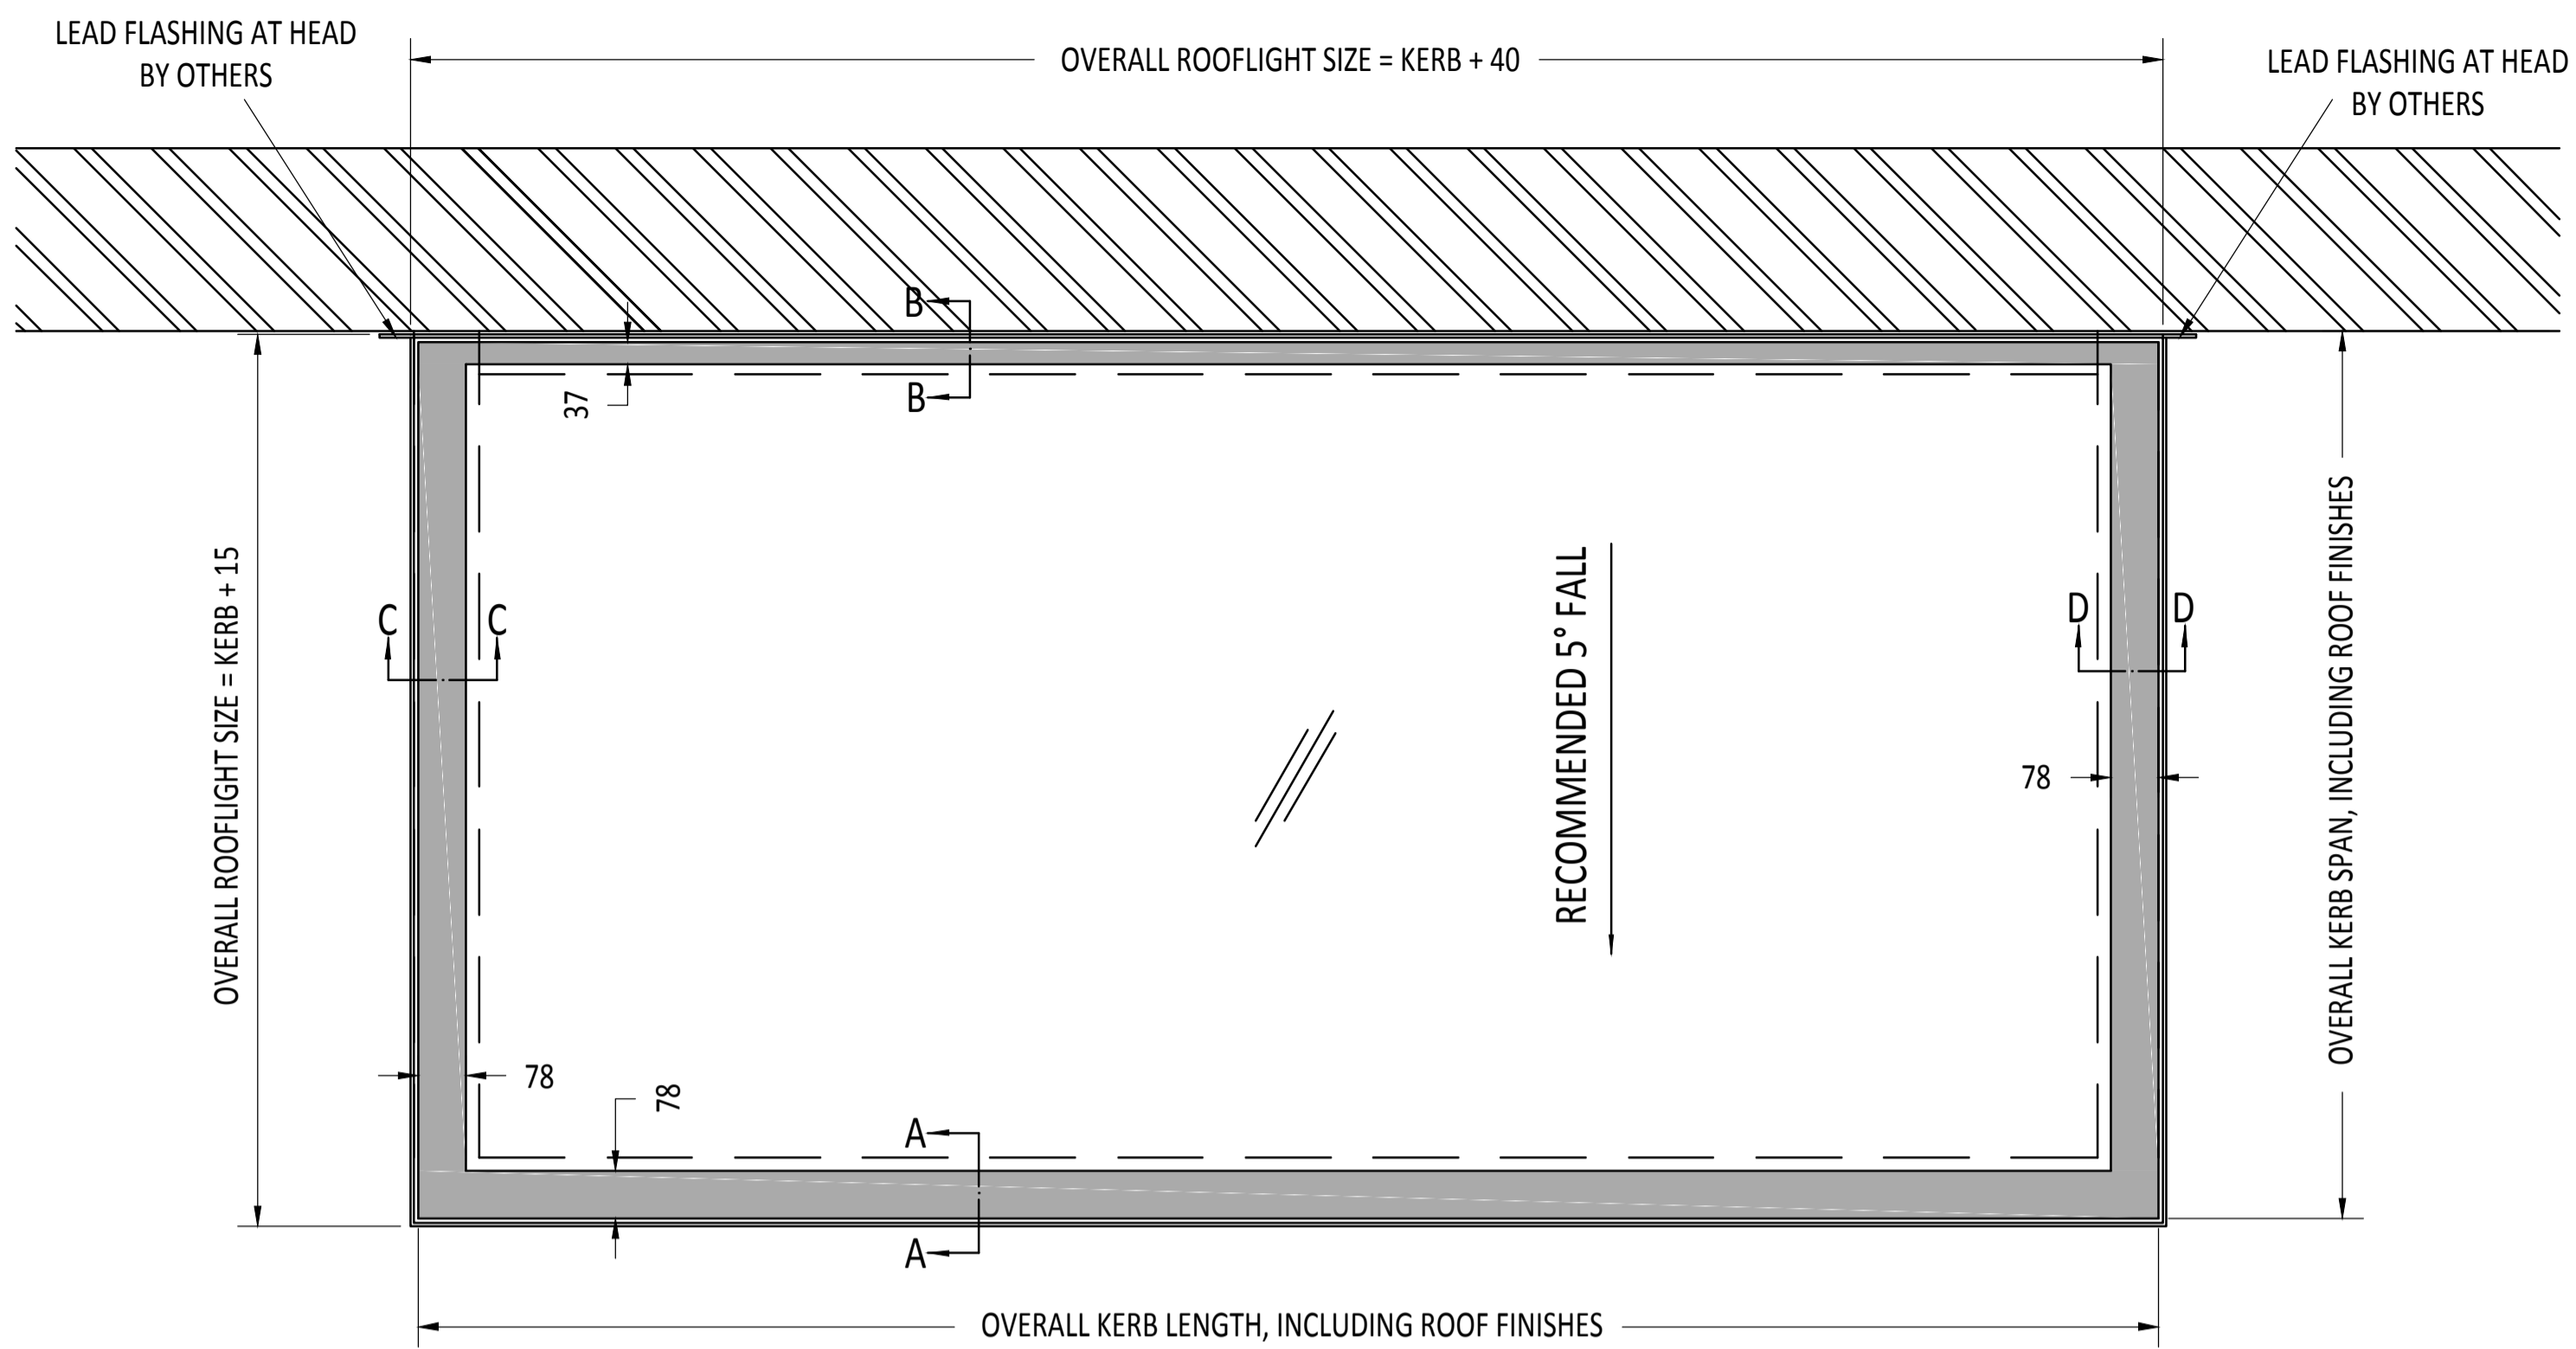 LEAD FLASHING AT HEAD
BY OTHERS
OVERALL ROOFLIGHT SIZE = KERB + 40
LEAD FLASHING AT HEAD
BY OTHERS
B
B
37
OVERALL ROOFLIGHT SIZE = KERB + 15
C
C
RECOMMENDED 5° FALL
D
D
OVERALL KERB SPAN, INCLUDING ROOF FINISHES
78
78
78
A
A
OVERALL KERB LENGTH, INCLUDING ROOF FINISHES